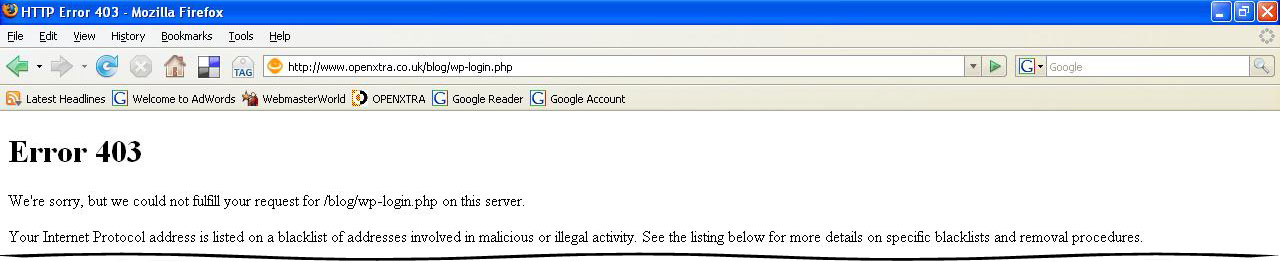 HTTP Error 403 - Mozilla Firefox
File Edit View History Bookmarks Tools Help
TAG http://www.openxtra.co.uk/blog/wp-login.php G Google
Latest Headlines G Welcome to AdWords WebmasterWorld OPENXTRA G Google Reader G Google Account
Error 403
We're sorry, but we could not fulfill your request for /blog/wp-login.php on this server.
Your Internet Protocol address is listed on a blacklist of addresses involved in malicious or illegal activity. See the listing below for more details on specific blacklists and removal procedures.